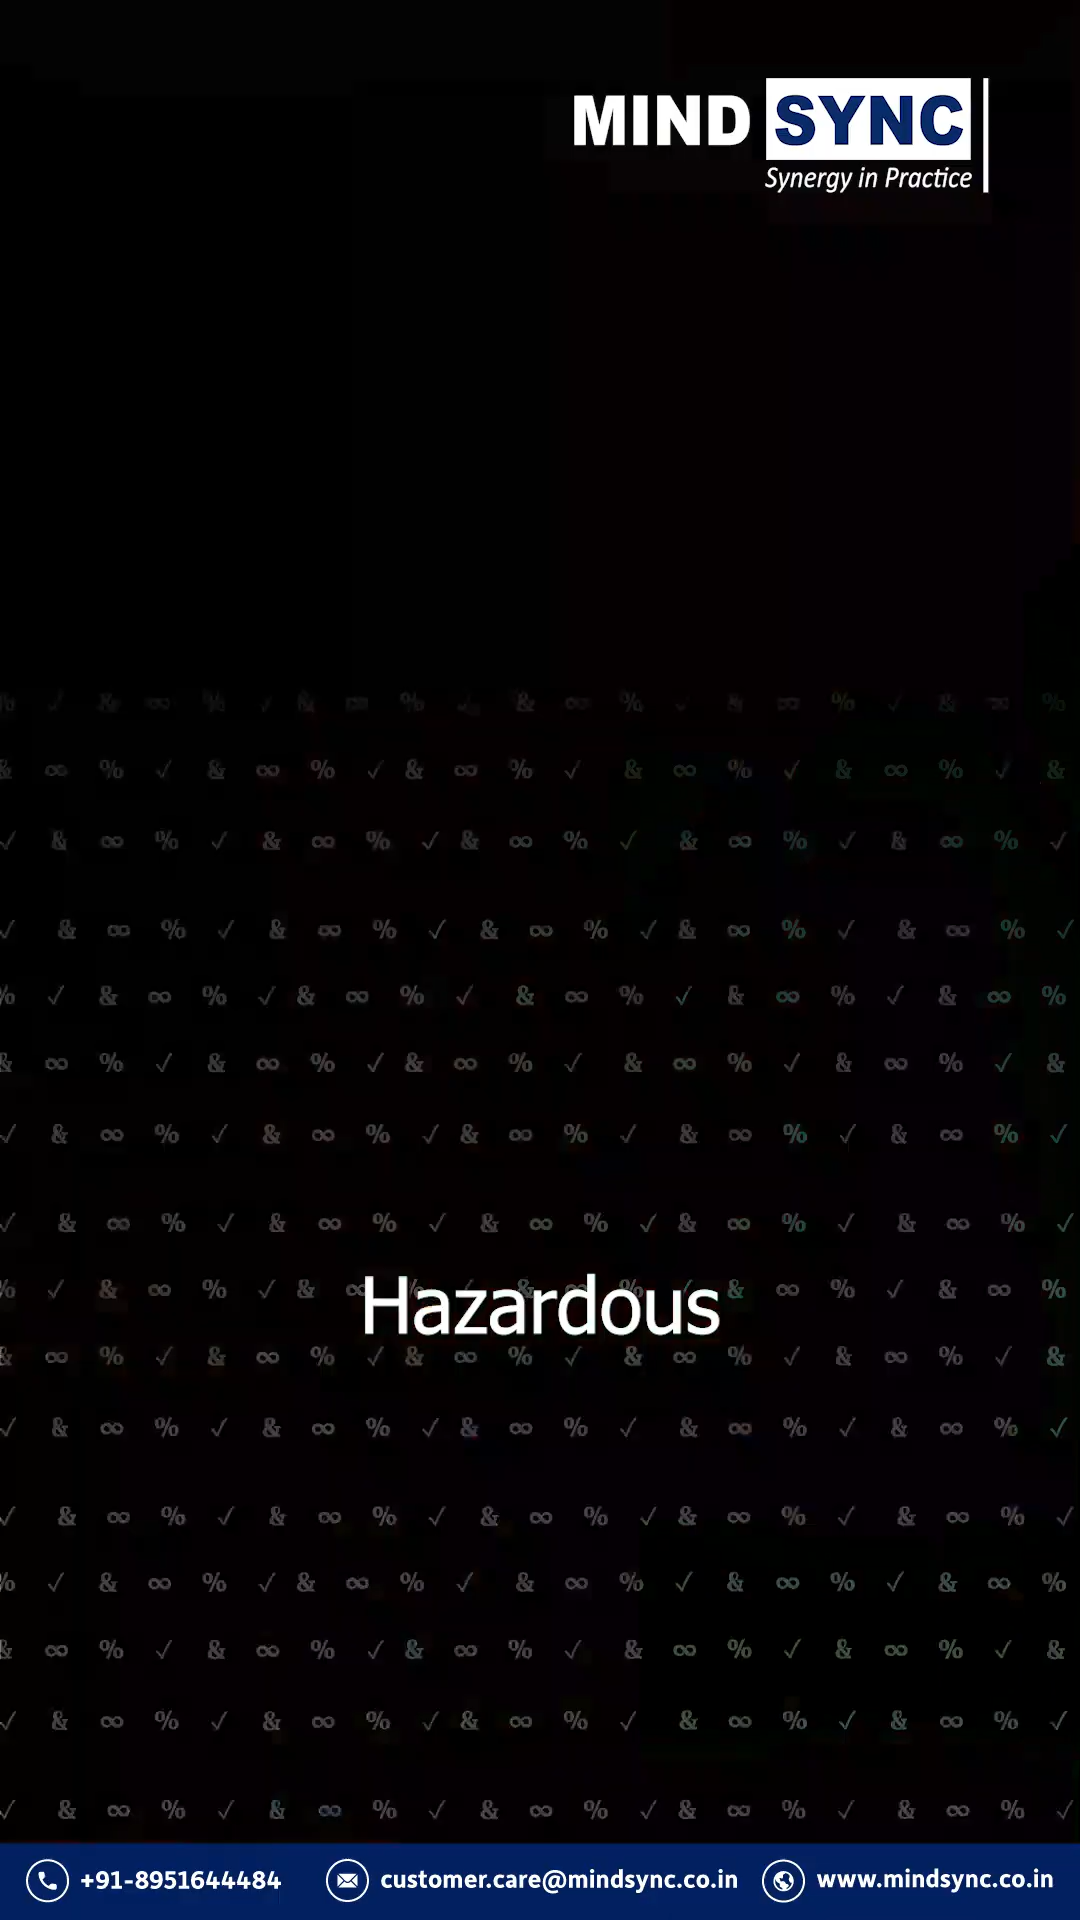 MIND SYNC
Synergy in Practice
% ✓ & ∞ % ✓ & ∞ % ✓ & ∞ % ✓ & ∞ % ✓ & ∞ %
& ∞ % ✓ & ∞ % ✓ & ∞ % ✓ & ∞ % ✓ & ∞ % ✓ &
✓ & ∞ % ✓ & ∞ % ✓ & ∞ % ✓ & ∞ % ✓ & ∞ % ✓
✓ & ∞ % ✓ & ∞ % ✓ & ∞ % ✓ & ∞ % ✓ & ∞ % ✓
% ✓ & ∞ % ✓ & ∞ % ✓ & ∞ % ✓ & ∞ % ✓ & ∞ %
& ∞ % ✓ & ∞ % ✓ & ∞ % ✓ & ∞ % ✓ & ∞ % ✓ &
✓ & ∞ % ✓ & ∞ % ✓ & ∞ % ✓ & ∞ % ✓ & ∞ % ✓
✓ & ∞ % ✓ & ∞ % ✓ & ∞ % ✓ & ∞ % ✓ & ∞ % ✓
% ✓ & ∞ % ✓ & ∞ % ✓ & ∞ % ✓ & ∞ % ✓ & ∞ %
Hazardous
& ∞ % ✓ & ∞ % ✓ & ∞ % ✓ & ∞ % ✓ & ∞ % ✓ &
✓ & ∞ % ✓ & ∞ % ✓ & ∞ % ✓ & ∞ % ✓ & ∞ % ✓
✓ & ∞ % ✓ & ∞ % ✓ & ∞ % ✓ & ∞ % ✓ & ∞ % ✓
% ✓ & ∞ % ✓ & ∞ % ✓ & ∞ % ✓ & ∞ % ✓ & ∞ %
& ∞ % ✓ & ∞ % ✓ & ∞ % ✓ & ∞ % ✓ & ∞ % ✓ &
✓ & ∞ % ✓ & ∞ % ✓ & ∞ % ✓ & ∞ % ✓ & ∞ % ✓
✓ & ∞ % ✓ & ∞ % ✓ & ∞ % ✓ & ∞ % ✓ & ∞ % ✓
+91-8951644484 customer.care@mindsync.co.in www.mindsync.co.in